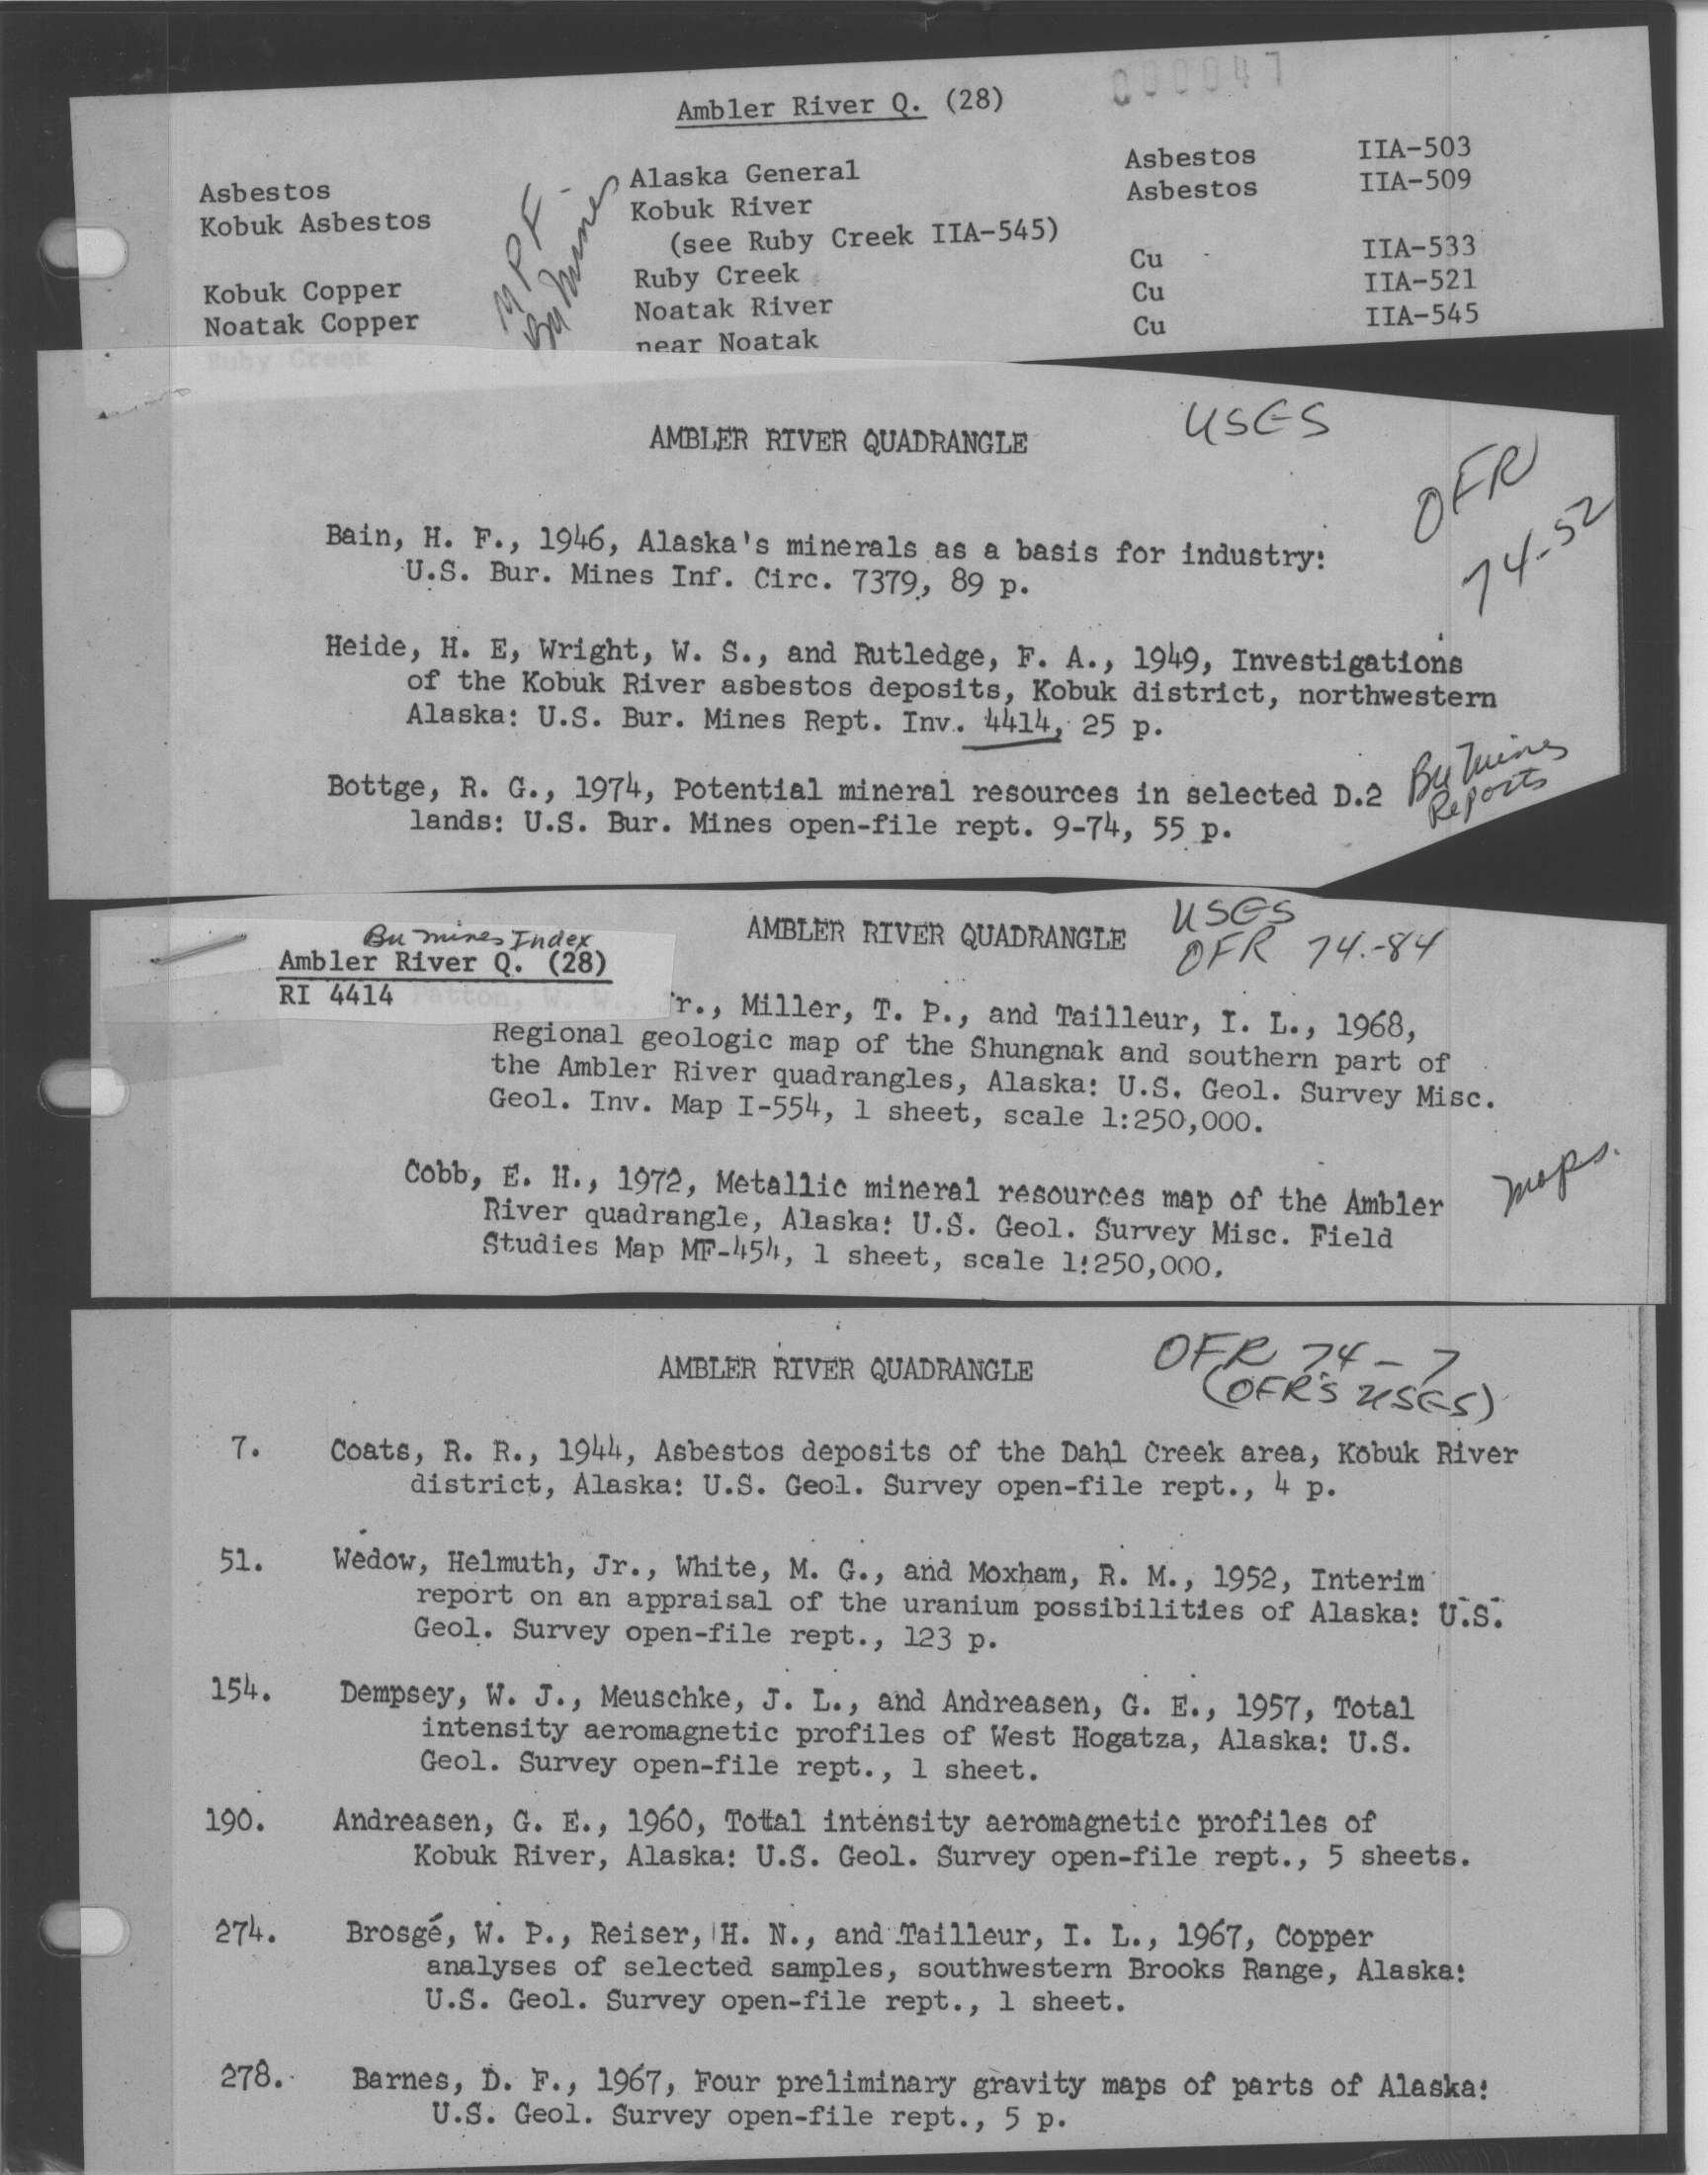 000047
Ambler River Q. (28)
Asbestos Alaska General Asbestos IIA-503
Kobuk Asbestos Kobuk River Asbestos IIA-509
(see Ruby Creek IIA-545)
Kobuk Copper Ruby Creek Cu IIA-533
Noatak Copper Noatak River Cu IIA-521
Ruby Creek near Noatak Cu IIA-545
MPF-
Bu Mines
AMBLER RIVER QUADRANGLE
USGS
OFR
74-52
Bain, H. F., 1946, Alaska's minerals as a basis for industry:
U.S. Bur. Mines Inf. Circ. 7379, 89 p.
Heide, H. E, Wright, W. S., and Rutledge, F. A., 1949, Investigations
of the Kobuk River asbestos deposits, Kobuk district, northwestern
Alaska: U.S. Bur. Mines Rept. Inv. 4414, 25 p.
Bottge, R. G., 1974, Potential mineral resources in selected D.2
lands: U.S. Bur. Mines open-file rept. 9-74, 55 p.
Bu Mines
Reports
AMBLER RIVER QUADRANGLE
USGS
OFR 74-84
Bu mines Index
Ambler River Q. (28)
RI 4414
Patton, W. W., Jr., Miller, T. P., and Tailleur, I. L., 1968,
Regional geologic map of the Shungnak and southern part of
the Ambler River quadrangles, Alaska: U.S. Geol. Survey Misc.
Geol. Inv. Map I-554, 1 sheet, scale 1:250,000.
Cobb, E. H., 1972, Metallic mineral resources map of the Ambler
River quadrangle, Alaska: U.S. Geol. Survey Misc. Field
Studies Map MF-454, 1 sheet, scale 1:250,000.
maps.
AMBLER RIVER QUADRANGLE
OFR 74-7
(OFR's USGS)
7. Coats, R. R., 1944, Asbestos deposits of the Dahl Creek area, Kobuk River
district, Alaska: U.S. Geol. Survey open-file rept., 4 p.
51. Wedow, Helmuth, Jr., White, M. G., and Moxham, R. M., 1952, Interim
report on an appraisal of the uranium possibilities of Alaska: U.S.
Geol. Survey open-file rept., 123 p.
154. Dempsey, W. J., Meuschke, J. L., and Andreasen, G. E., 1957, Total
intensity aeromagnetic profiles of West Hogatza, Alaska: U.S.
Geol. Survey open-file rept., 1 sheet.
190. Andreasen, G. E., 1960, Total intensity aeromagnetic profiles of
Kobuk River, Alaska: U.S. Geol. Survey open-file rept., 5 sheets.
274. Brosgé, W. P., Reiser, H. N., and Tailleur, I. L., 1967, Copper
analyses of selected samples, southwestern Brooks Range, Alaska:
U.S. Geol. Survey open-file rept., 1 sheet.
278. Barnes, D. F., 1967, Four preliminary gravity maps of parts of Alaska:
U.S. Geol. Survey open-file rept., 5 p.